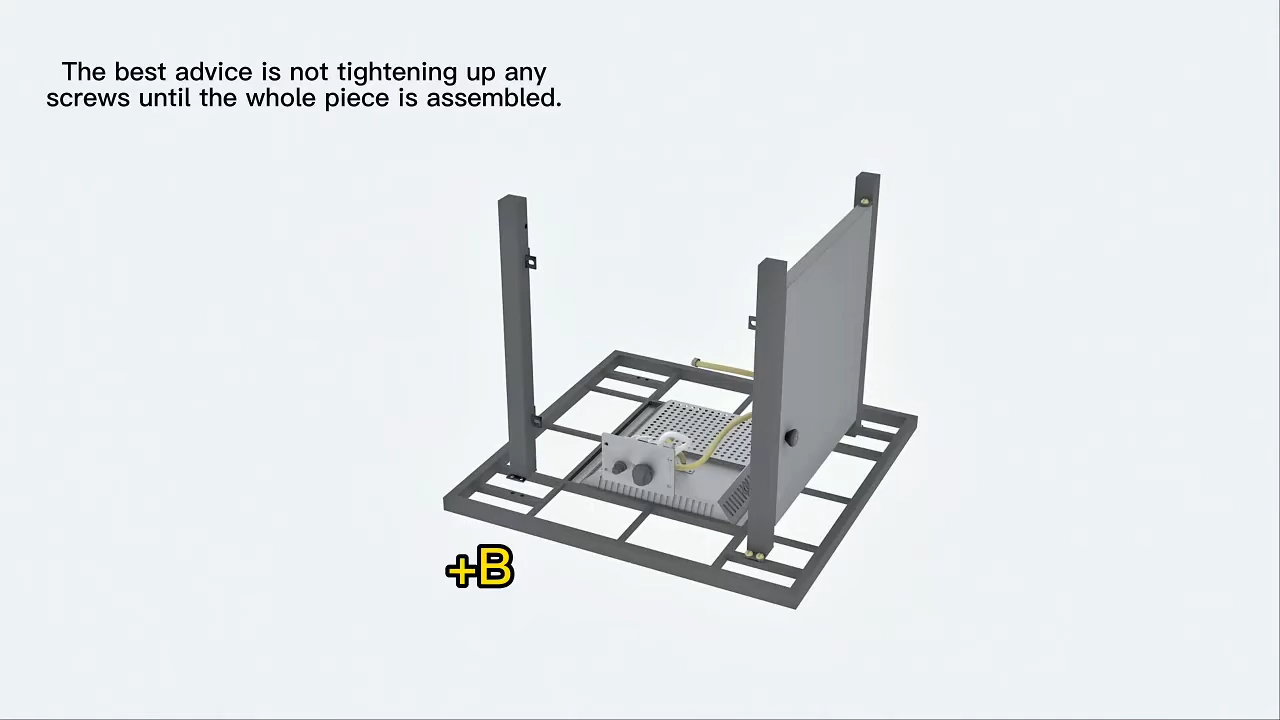 The best advice is not tightening up any
screws until the whole piece is assembled.
+B